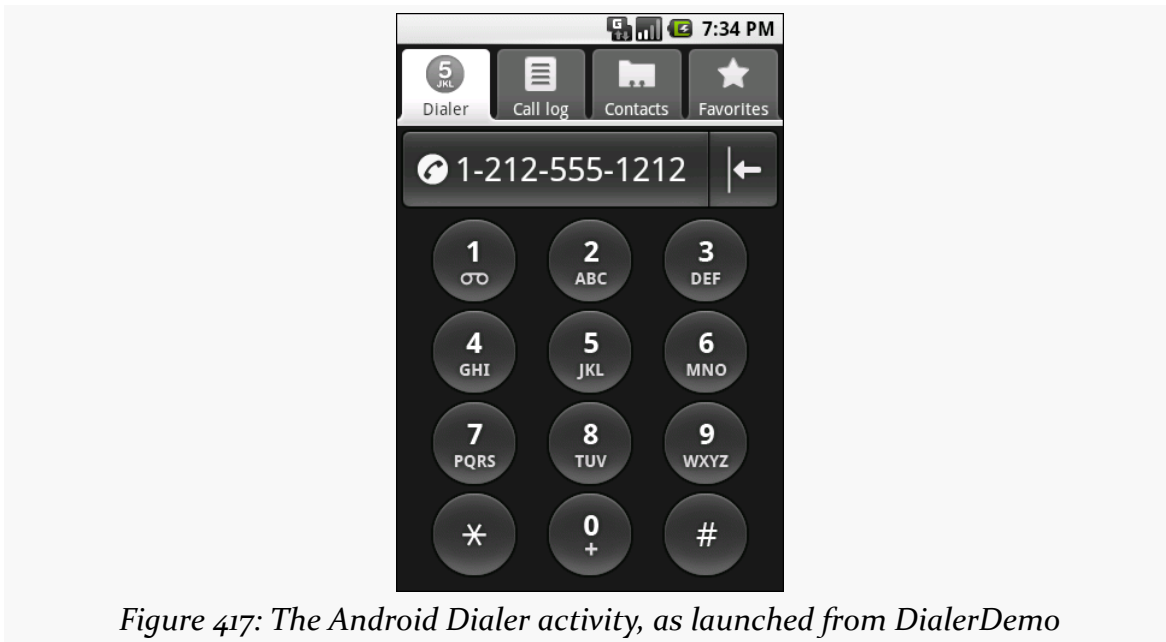 G 7:34 PM
5
JKL
Dialer Call log Contacts Favorites
1-212-555-1212
1 2 3
ABC DEF
4 5 6
GHI JKL MNO
7 8 9
PQRS TUV WXYZ
* 0 #
+
Figure 417: The Android Dialer activity, as launched from DialerDemo